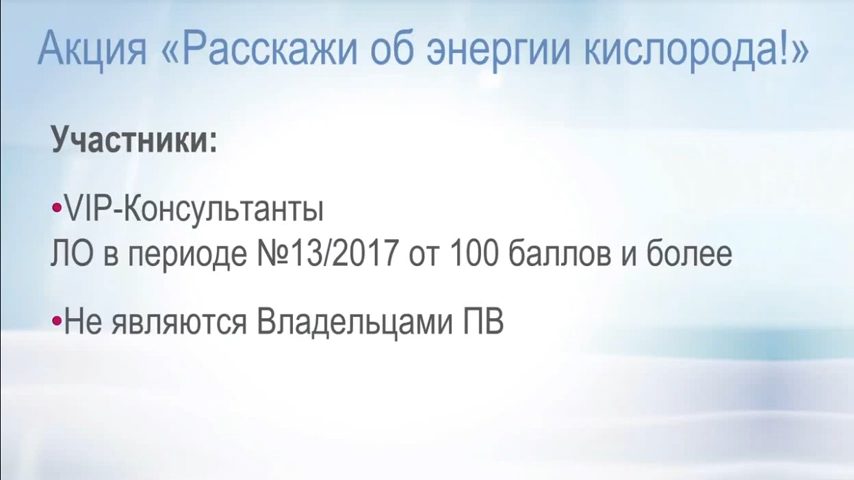 Акция «Расскажи об энергии кислорода!»
Участники:
•VIP-Консультанты
ЛО в периоде №13/2017 от 100 баллов и более
•Не являются Владельцами ПВ